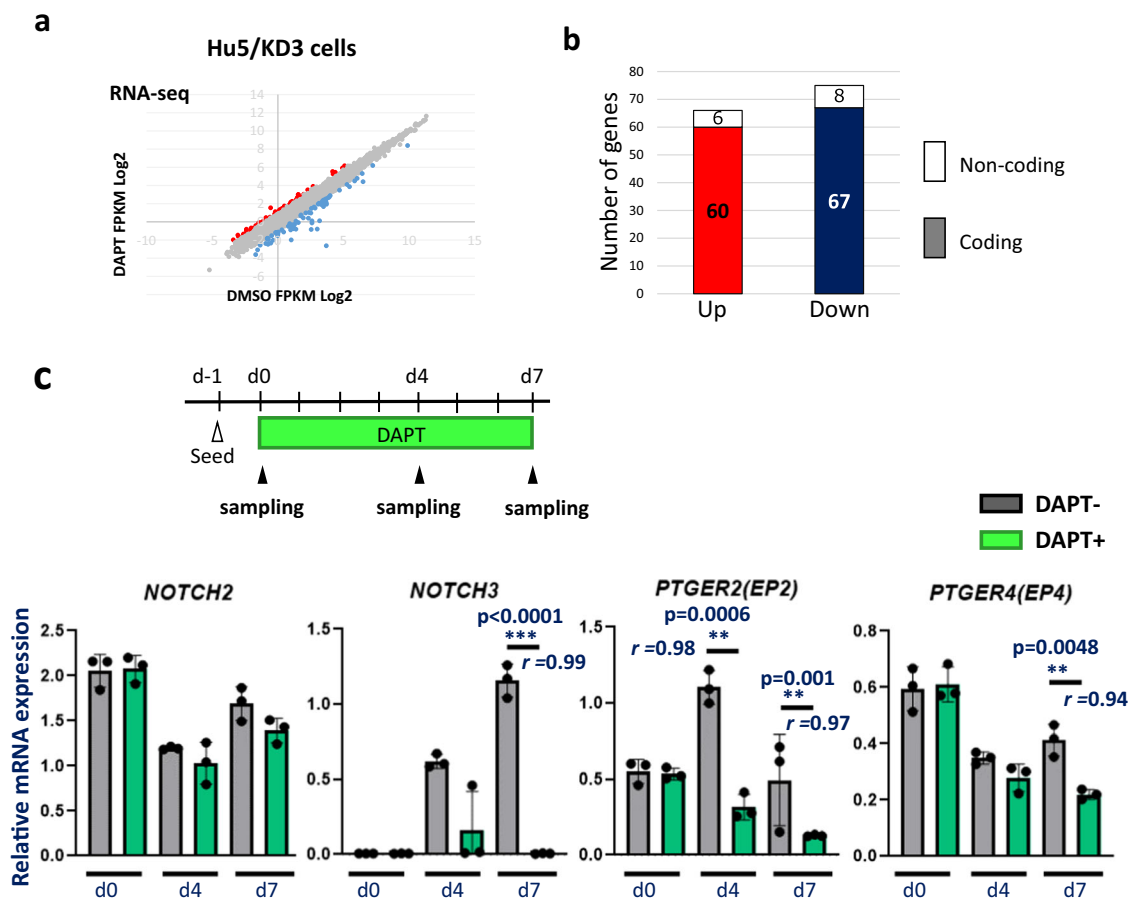 a
Hu5/KD3 cells
RNA-seq
14
12
10
8
6
4
2
-10
-5
0
5
10
15
-2
-4
-6
DAPT FPKM Log2
DMSO FPKM Log2
b
Number of genes
80
70
60
50
40
30
20
10
0
6
60
8
67
Up
Down
Non-coding
Coding
c
d-1
d0
d4
d7
DAPT
Seed
sampling
sampling
sampling
DAPT-
DAPT+
Relative mRNA expression
NOTCH2
2.5
2.0
1.5
1.0
0.5
0.0
d0
d4
d7
NOTCH3
p<0.0001
***
r =0.99
1.5
1.0
0.5
0.0
d0
d4
d7
PTGER2(EP2)
p=0.0006
**
r =0.98
p=0.001
**
r =0.97
1.5
1.0
0.5
0.0
d0
d4
d7
PTGER4(EP4)
p=0.0048
**
r =0.94
0.8
0.6
0.4
0.2
0.0
d0
d4
d7